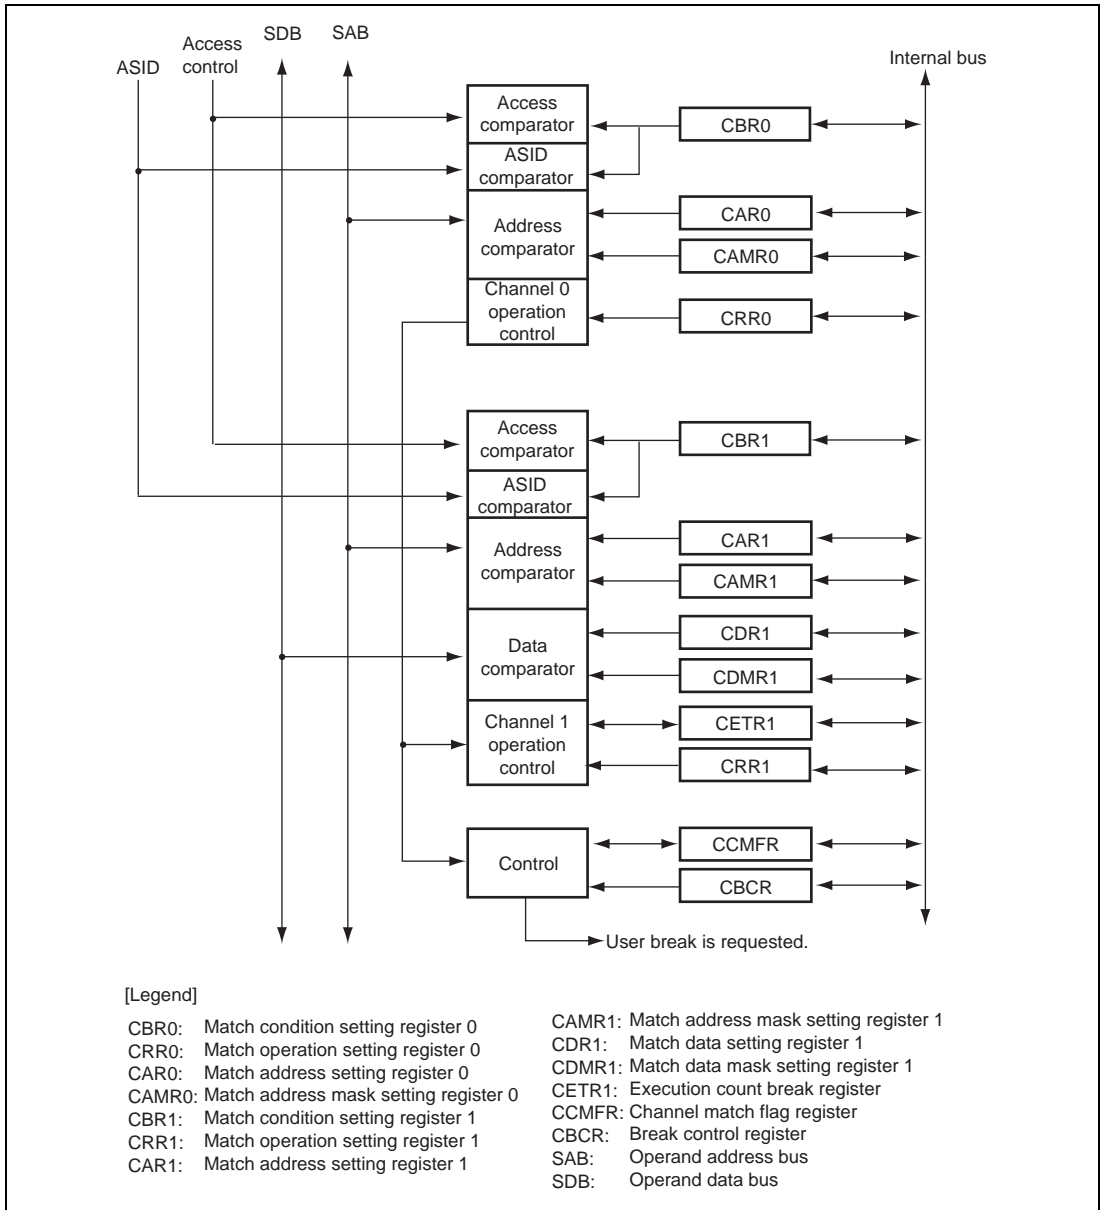 ASID
Access
control
SDB
SAB
Internal bus
Access
comparator
CBR0
ASID
comparator
Address
comparator
CAR0
CAMR0
Channel 0
operation
control
CRR0
Access
comparator
CBR1
ASID
comparator
Address
comparator
CAR1
CAMR1
Data
comparator
CDR1
CDMR1
Channel 1
operation
control
CETR1
CRR1
Control
CCMFR
CBCR
User break is requested.
[Legend]
CBR0: Match condition setting register 0
CRR0: Match operation setting register 0
CAR0: Match address setting register 0
CAMR0: Match address mask setting register 0
CBR1: Match condition setting register 1
CRR1: Match operation setting register 1
CAR1: Match address setting register 1
CAMR1: Match address mask setting register 1
CDR1: Match data setting register 1
CDMR1: Match data mask setting register 1
CETR1: Execution count break register
CCMFR: Channel match flag register
CBCR: Break control register
SAB: Operand address bus
SDB: Operand data bus